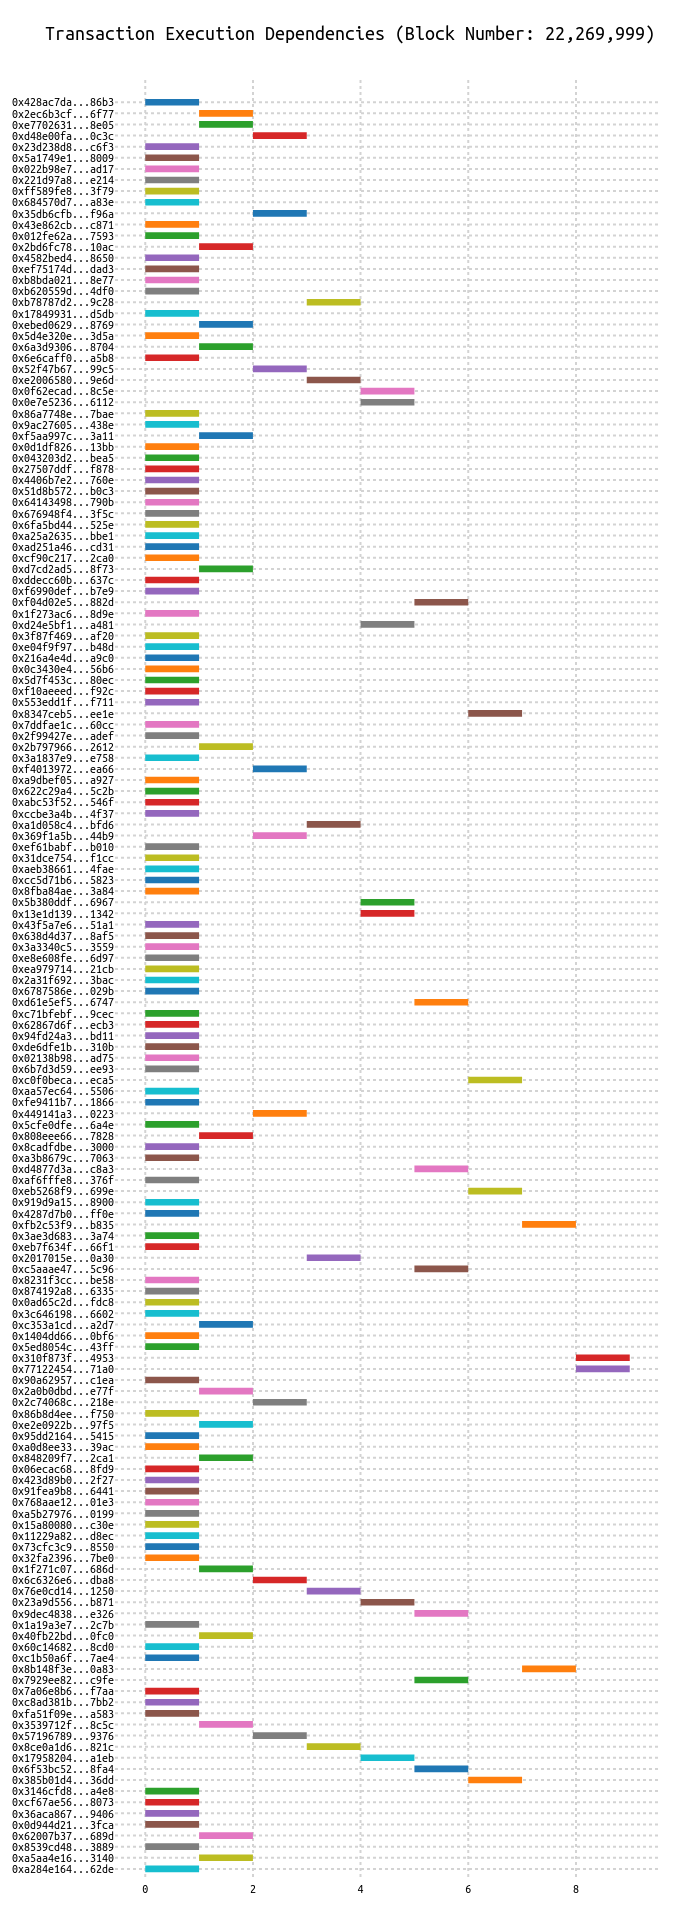 Transaction Execution Dependencies (Block Number: 22,269,999)
0x428ac7da...86b3
0x2ec6b3cf...6f77
0xe7702631...8e05
0xd48e00fa...0c3c
0x23d238d8...c6f3
0x5a1749e1...8009
0x022b98e7...ad17
0x221d97a8...e214
0xff589fe8...3f79
0x684570d7...a83e
0x35db6cfb...f96a
0x43e862cb...c871
0x012fe62a...7593
0x2bd6fc78...10ac
0x4582bed4...8650
0xef75174d...dad3
0xb8bda021...8e77
0xb620559d...4df0
0xb78787d2...9c28
0x17849931...d5db
0xebed0629...8769
0x5d4e320e...3d5a
0x6a3d9306...8704
0x6e6caff0...a5b8
0x52f47b67...99c5
0xe2006580...9e6d
0x0f62ecad...8c5e
0x0e7e5236...6112
0x86a7748e...7bae
0x9ac27605...438e
0xf5aa997c...3a11
0x0d1df826...13bb
0x043203d2...bea5
0x27507ddf...f878
0x4406b7e2...760e
0x51d8b572...b0c3
0x64143498...790b
0x676948f4...3f5c
0x6fa5bd44...525e
0xa25a2635...bbe1
0xad251a46...cd31
0xcf90c217...2ca0
0xd7cd2ad5...8f73
0xddecc60b...637c
0xf6990def...b7e9
0xf04d02e5...882d
0x1f273ac6...8d9e
0xd24e5bf1...a481
0x3f87f469...af20
0xe04f9f97...b48d
0x216a4e4d...a9c0
0x0c3430e4...56b6
0x5d7f453c...80ec
0xf10aeeed...f92c
0x553edd1f...f711
0x8347ceb5...ee1e
0x7ddfae1c...60cc
0x2f99427e...adef
0x2b797966...2612
0x3a1837e9...e758
0xf4013972...ea66
0xa9dbef05...a927
0x622c29a4...5c2b
0xabc53f52...546f
0xccbe3a4b...4f37
0xa1d058c4...bfd6
0x369f1a5b...44b9
0xef61babf...b010
0x31dce754...f1cc
0xaeb38661...4fae
0xcc5d71b6...5823
0x8fba84ae...3a84
0x5b380ddf...6967
0x13e1d139...1342
0x43f5a7e6...51a1
0x638d4d37...8af5
0x3a3340c5...3559
0xe8e608fe...6d97
0xea979714...21cb
0x2a31f692...3bac
0x6787586e...029b
0xd61e5ef5...6747
0xc71bfebf...9cec
0x62867d6f...ecb3
0x94fd24a3...bd11
0xde6dfe1b...310b
0x02138b98...ad75
0x6b7d3d59...ee93
0xc0f0beca...eca5
0xaa57ec64...5506
0xfe9411b7...1866
0x449141a3...0223
0x5cfe0dfe...6a4e
0x808eee66...7828
0x8cadfdbe...3000
0xa3b8679c...7063
0xd4877d3a...c8a3
0xaf6fffe8...376f
0xeb5268f9...699e
0x919d9a15...8900
0x4287d7b0...ff0e
0xfb2c53f9...b835
0x3ae3d683...3a74
0xeb7f634f...66f1
0x2017015e...0a30
0xc5aaae47...5c96
0x8231f3cc...be58
0x874192a8...6335
0x0ad65c2d...fdc8
0x3c646198...6602
0xc353a1cd...a2d7
0x1404dd66...0bf6
0x5ed8054c...43ff
0x310f873f...4953
0x77122454...71a0
0x90a62957...c1ea
0x2a0b0dbd...e77f
0x2c74068c...218e
0x86b8d4ee...f750
0xe2e0922b...97f5
0x95dd2164...5415
0xa0d8ee33...39ac
0x848209f7...2ca1
0x06ecac68...8fd9
0x423d89b0...2f27
0x91fea9b8...6441
0x768aae12...01e3
0xa5b27976...0199
0x15a80080...c30e
0x11229a82...d8ec
0x73cfc3c9...8550
0x32fa2396...7be0
0x1f271c07...686d
0x6c6326e6...dba8
0x76e0cd14...1250
0x23a9d556...b871
0x9dec4838...e326
0x1a19a3e7...2c7b
0x40fb22bd...0fc0
0x60c14682...8cd0
0xc1b50a6f...7ae4
0x8b148f3e...0a83
0x7929ee82...c9fe
0x7a06e8b6...f7aa
0xc8ad381b...7bb2
0xfa51f09e...a583
0x3539712f...8c5c
0x57196789...9376
0x8ce0a1d6...821c
0x17958204...a1eb
0x6f53bc52...8fa4
0x385b01d4...36dd
0x3146cfd8...a4e8
0xcf67ae56...8073
0x36aca867...9406
0x0d944d21...3fca
0x62007b37...689d
0x8539cd48...3889
0xa5aa4e16...3140
0xa284e164...62de
0 2 4 6 8